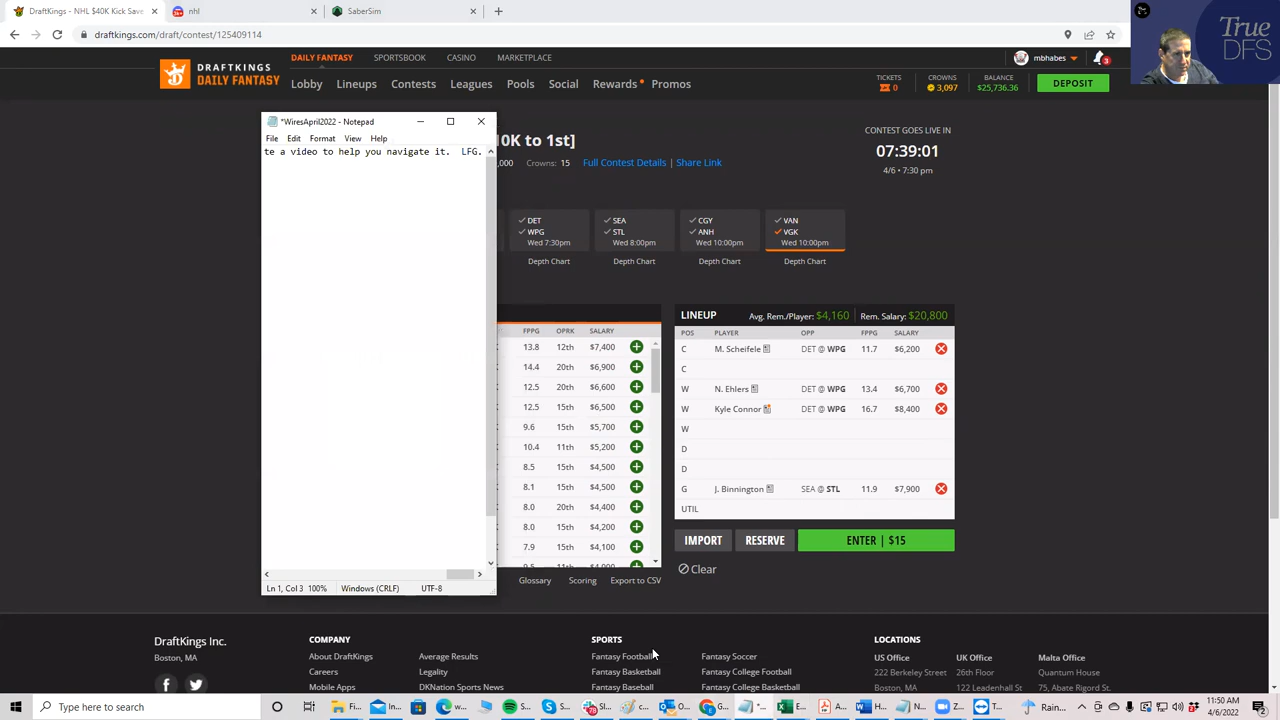 DraftKings - NHL $40K Kick Save
nhl
SaberSim
draftkings.com/draft/contest/125409114
True
DFS
DRAFTKINGS
DAILY FANTASY
DAILY FANTASY SPORTSBOOK CASINO MARKETPLACE
mbhabes
3
Lobby Lineups Contests Leagues Pools Social Rewards Promos
TICKETS
0
CROWNS
3,097
BALANCE
$25,736.36
DEPOSIT
*WiresApril2022 - Notepad
File Edit Format View Help
te a video to help you navigate it. LFG.
Ln 1, Col 3 100% Windows (CRLF) UTF-8
0K to 1st]
,000 Crowns: 15 Full Contest Details | Share Link
CONTEST GOES LIVE IN
07:39:01
4/6 • 7:30 pm
DET
WPG
Wed 7:30pm
Depth Chart
SEA
STL
Wed 8:00pm
Depth Chart
CGY
ANH
Wed 10:00pm
Depth Chart
VAN
VGK
Wed 10:00pm
Depth Chart
FPPG OPRK SALARY
13.8 12th $7,400
14.4 20th $6,900
12.5 20th $6,600
12.5 15th $6,500
9.6 15th $5,700
10.4 11th $5,200
8.5 15th $4,500
8.1 15th $4,500
8.0 20th $4,400
8.0 15th $4,200
7.9 15th $4,100
Glossary Scoring Export to CSV
LINEUP Avg. Rem./Player: $4,160 Rem. Salary: $20,800
POS PLAYER OPP FPPG SALARY
C M. Scheifele DET @ WPG 11.7 $6,200
C
W N. Ehlers DET @ WPG 13.4 $6,700
W Kyle Connor DET @ WPG 16.7 $8,400
W
D
D
G J. Binnington SEA @ STL 11.9 $7,900
UTIL
IMPORT RESERVE ENTER | $15
Clear
DraftKings Inc.
Boston, MA
COMPANY
About DraftKings
Careers
Mobile Apps
Average Results
Legality
DKNation Sports News
SPORTS
Fantasy Football
Fantasy Basketball
Fantasy Baseball
Fantasy Soccer
Fantasy College Football
Fantasy College Basketball
LOCATIONS
US Office
222 Berkeley Street
Boston, MA
UK Office
26th Floor
122 Leadenhall St
Malta Office
Quantum House
75, Abate Rigord St.
Type here to search
Fi...
In...
w...
S...
S...
59
Fi...
O...
G...
*...
E...
A...
H...
N...
Z...
T...
Rain...
11:50 AM
4/6/2022
2